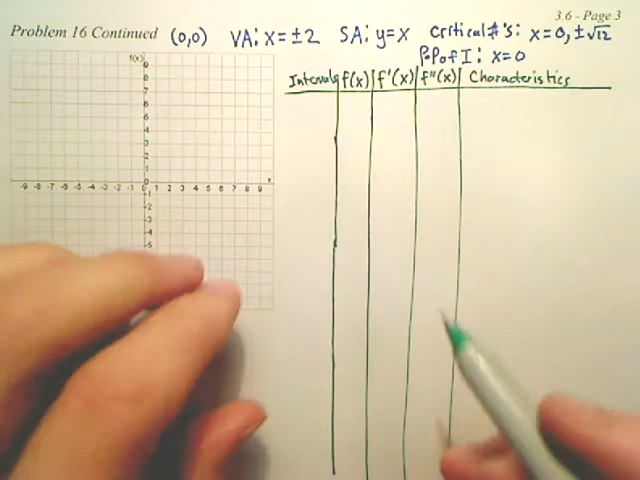 3.6 - Page 3
Problem 16 Continued (0,0) VA: x=±2 SA: y=x Critical #'s: x=0, ±√12
P.P of I: x=0
f(x)
Intervals f(x) f'(x) f"(x) Characteristics
9
7
6
5
4
3
2
1
0
-9 -8 -7 -6 -5 -4 -3 -2 -1 0 1 2 3 4 5 6 7 8 9 x
-1
-2
-3
-4
-5